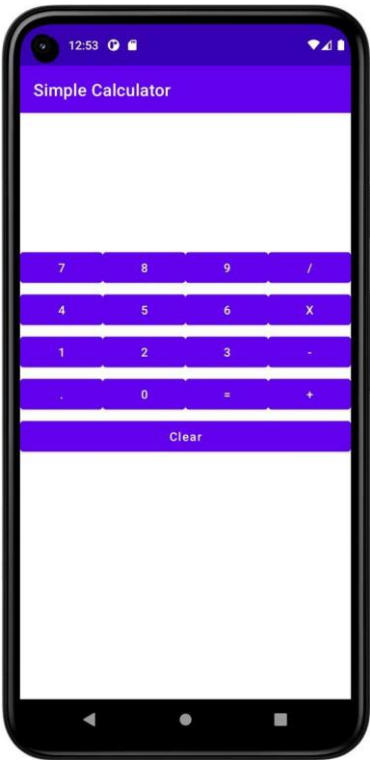 12:53
Simple Calculator
7 8 9 /
4 5 6 X
1 2 3 -
. 0 = +
Clear